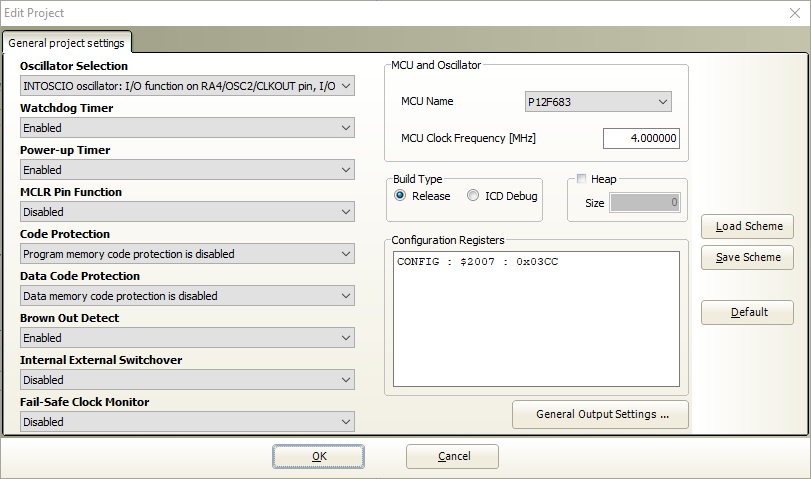 Edit Project
General project settings
Oscillator Selection
INTOSCIO oscillator: I/O function on RA4/OSC2/CLKOUT pin, I/O
Watchdog Timer
Enabled
Power-up Timer
Enabled
MCLR Pin Function
Disabled
Code Protection
Program memory code protection is disabled
Data Code Protection
Data memory code protection is disabled
Brown Out Detect
Enabled
Internal External Switchover
Disabled
Fail-Safe Clock Monitor
Disabled
MCU and Oscillator
MCU Name P12F683
MCU Clock Frequency [MHz] 4.000000
Build Type
Release ICD Debug
Heap
Size 0
Configuration Registers
CONFIG : $2007 : 0x03CC
General Output Settings ...
Load Scheme
Save Scheme
Default
OK Cancel